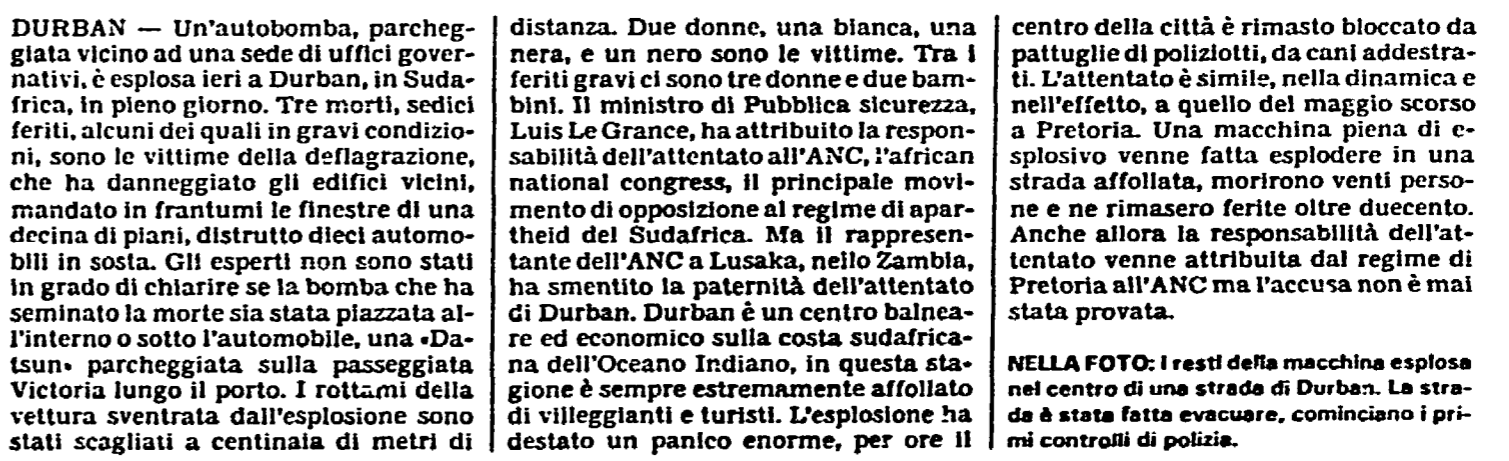 DURBAN — Un'autobomba, parcheg-
giata vicino ad una sede di uffici gover-
nativi, è esplosa ieri a Durban, in Suda-
frica, in pieno giorno. Tre morti, sedici
feriti, alcuni dei quali in gravi condizio-
ni, sono le vittime della deflagrazione,
che ha danneggiato gli edifici vicini,
mandato in frantumi le finestre di una
decina di piani, distrutto dieci automo-
bili in sosta. Gli esperti non sono stati
in grado di chiarire se la bomba che ha
seminato la morte sia stata piazzata al-
l'interno o sotto l'automobile, una «Da-
tsun» parcheggiata sulla passeggiata
Victoria lungo il porto. I rottami della
vettura sventrata dall'esplosione sono
stati scagliati a centinaia di metri di
distanza. Due donne, una bianca, una
nera, e un nero sono le vittime. Tra i
feriti gravi ci sono tre donne e due bam-
bini. Il ministro di Pubblica sicurezza,
Luis Le Grance, ha attribuito la respon-
sabilità dell'attentato all'ANC, l'african
national congress, il principale movi-
mento di opposizione al regime di apar-
theid del Sudafrica. Ma il rappresen-
tante dell'ANC a Lusaka, nello Zambia,
ha smentito la paternità dell'attentato
di Durban. Durban è un centro balnea-
re ed economico sulla costa sudafrica-
na dell'Oceano Indiano, in questa sta-
gione è sempre estremamente affollato
di villeggianti e turisti. L'esplosione ha
destato un panico enorme, per ore il
centro della città è rimasto bloccato da
pattuglie di poliziotti, da cani addestra-
ti. L'attentato è simile, nella dinamica e
nell'effetto, a quello del maggio scorso
a Pretoria. Una macchina piena di e-
splosivo venne fatta esplodere in una
strada affollata, morirono venti perso-
ne e ne rimasero ferite oltre duecento.
Anche allora la responsabilità dell'at-
tentato venne attribuita dal regime di
Pretoria all'ANC ma l'accusa non è mai
stata provata.
NELLA FOTO: i resti della macchina esplosa
nel centro di una strada di Durban. La stra-
da è stata fatta evacuare, cominciano i pri-
mi controlli di polizia.